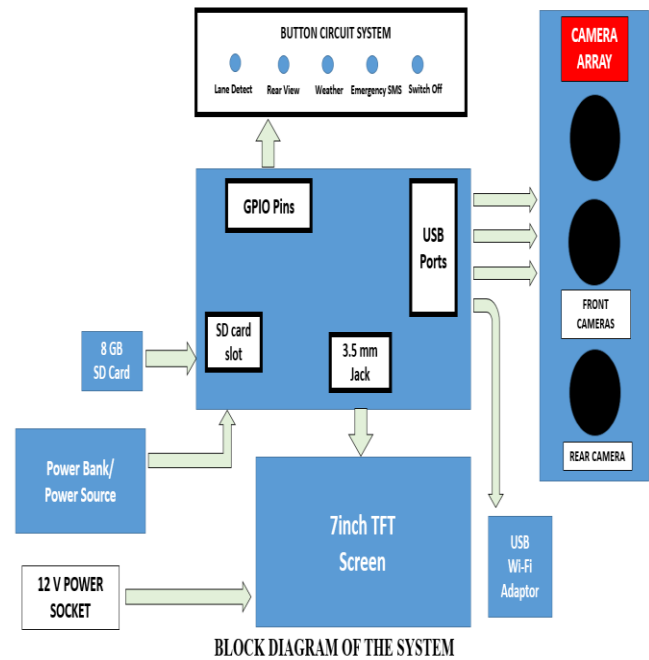 BUTTON CIRCUIT SYSTEM
Lane Detect Rear View Weather Emergency SMS Switch Off
CAMERA
ARRAY
GPIO Pins
USB
Ports
FRONT
CAMERAS
SD card
slot
3.5 mm
Jack
8 GB
SD Card
REAR CAMERA
Power Bank/
Power Source
7inch TFT
Screen
USB
Wi-Fi
Adaptor
12 V POWER
SOCKET
BLOCK DIAGRAM OF THE SYSTEM